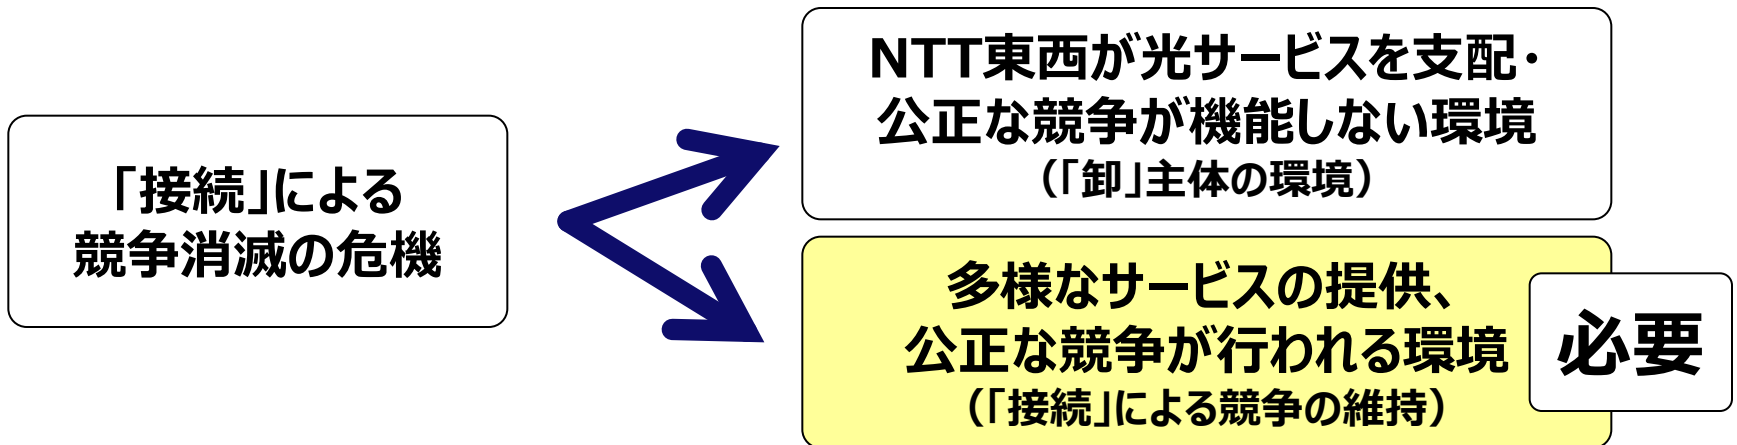 「接続」による
競争消滅の危機
NTT東西が光サービスを支配・
公正な競争が機能しない環境
(「卸」主体の環境)
多様なサービスの提供、
公正な競争が行われる環境
(「接続」による競争の維持)
必要